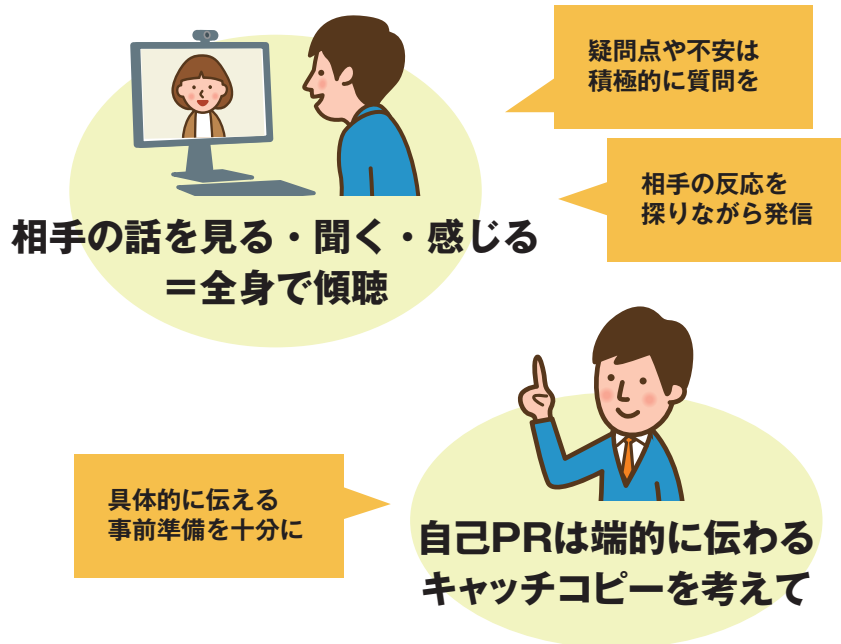 疑問点や不安は
積極的に質問を
相手の反応を
探りながら発信
相手の話を見る・聞く・感じる
＝全身で傾聴
具体的に伝える
事前準備を十分に
自己PRは端的に伝わる
キャッチコピーを考えて